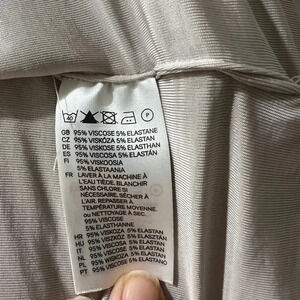 GB 95% VISCOSE 5% ELASTANE
CZ 95% VISKÓZA 5% ELASTAN
DE 95% VISKOSE 5% ELASTHAN
ES 95% VISCOSA 5% ELASTÁN
FI 95% VISKOOSIA
5% ELASTAANIA
FR LAVER À LA MACHINE À
L'EAU TIÈDE, BLANCHIR
SANS CHLORE SI
NÉCESSAIRE, SÉCHER À
L'AIR, REPASSER À
TEMPÉRATURE MOYENNE,
OU NETTOYAGE À SEC.
95% VISCOSE
5% ELASTHANNE
HR 95% VISKOZA 5% ELASTAN
HU 95% VISZKÓZ 5% ELASZTÁN
IT 95% VISCOSA 5% ELASTAN
NL 95% VISCOSE 5% ELASTAAN
PL 95% WISKOZA 5% ELASTAN
PT 95% VISCOSE 5% ELASTANO